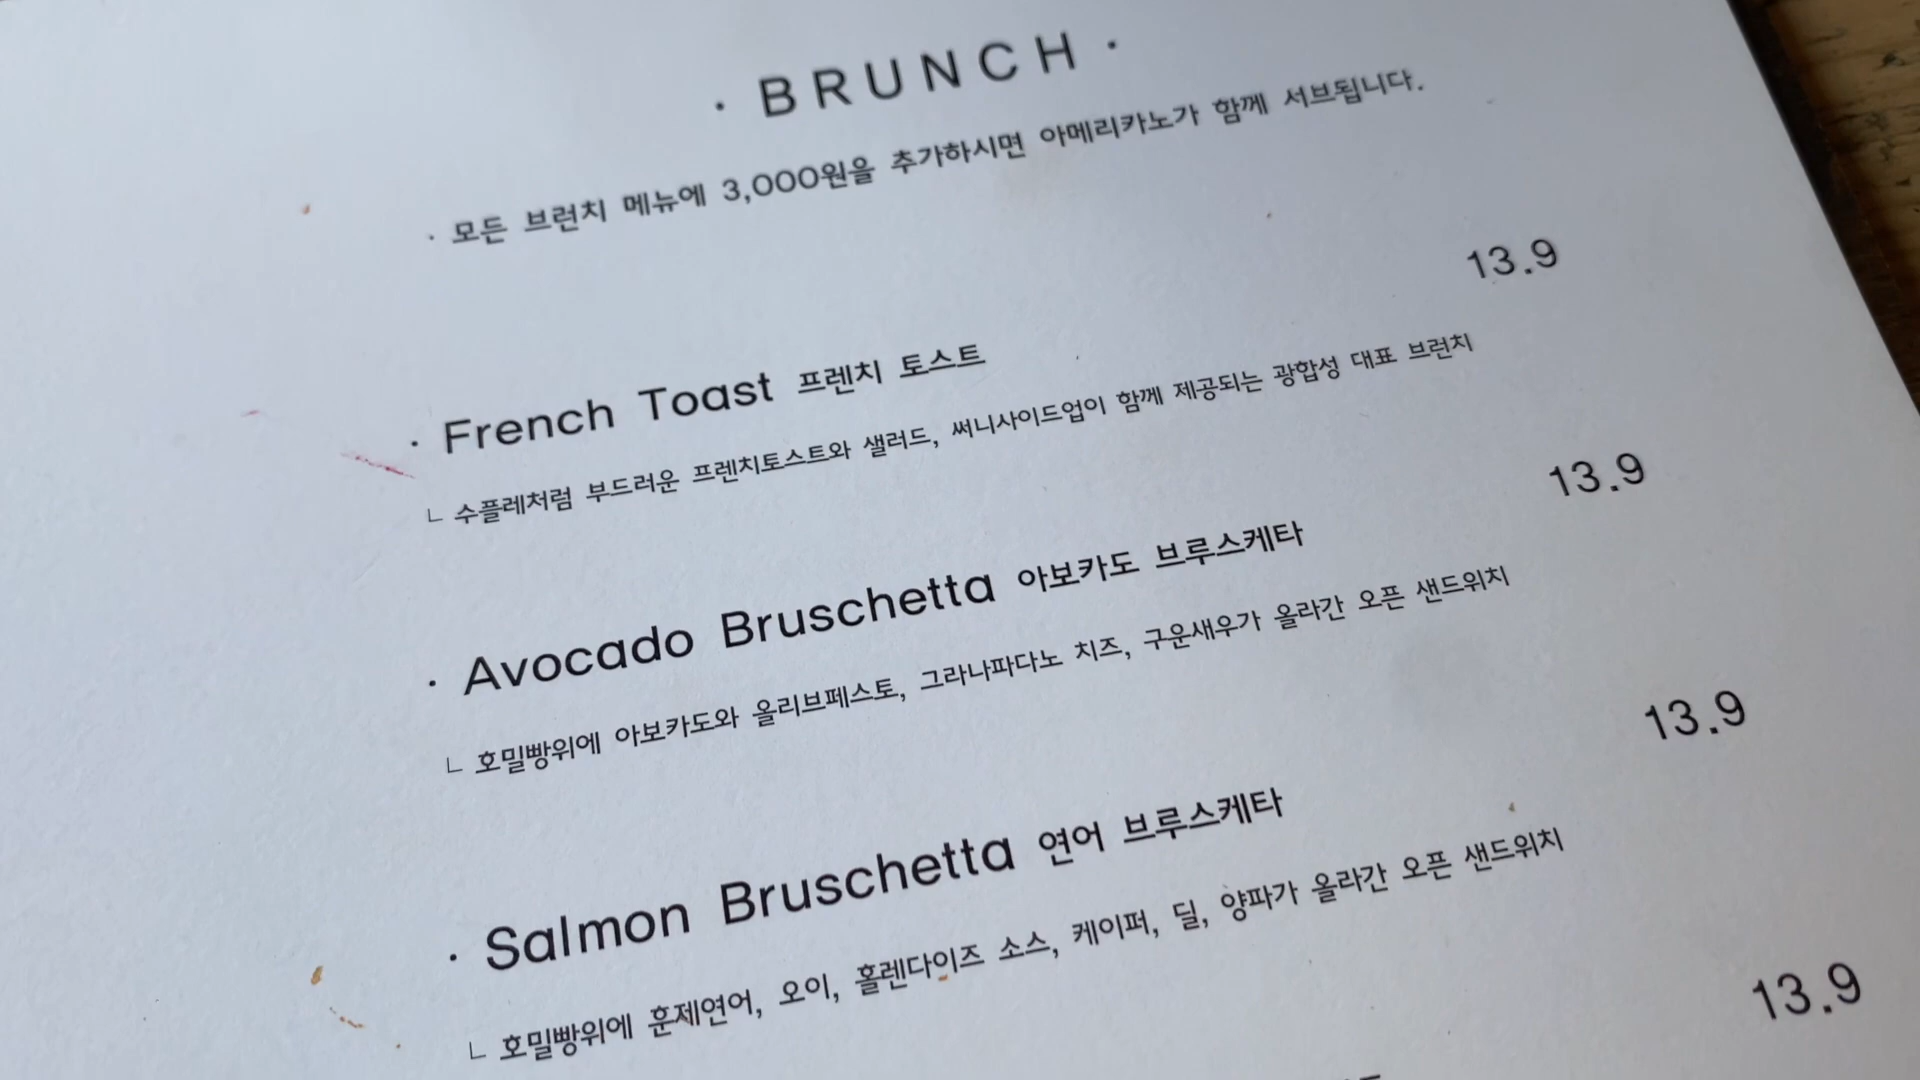 · BRUNCH ·
· 모든 브런치 메뉴에 3,000원을 추가하시면 아메리카노가 함께 서브됩니다.
· French Toast 프렌치 토스트 13.9
ㄴ 수플레처럼 부드러운 프렌치토스트와 샐러드, 써니사이드업이 함께 제공되는 광합성 대표 브런치
· Avocado Bruschetta 아보카도 브루스케타 13.9
ㄴ 호밀빵위에 아보카도와 올리브페스토, 그라나파다노 치즈, 구운새우가 올라간 오픈 샌드위치
· Salmon Bruschetta 연어 브루스케타 13.9
ㄴ 호밀빵위에 훈제연어, 오이, 홀렌다이즈 소스, 케이퍼, 딜, 양파가 올라간 오픈 샌드위치
13.9